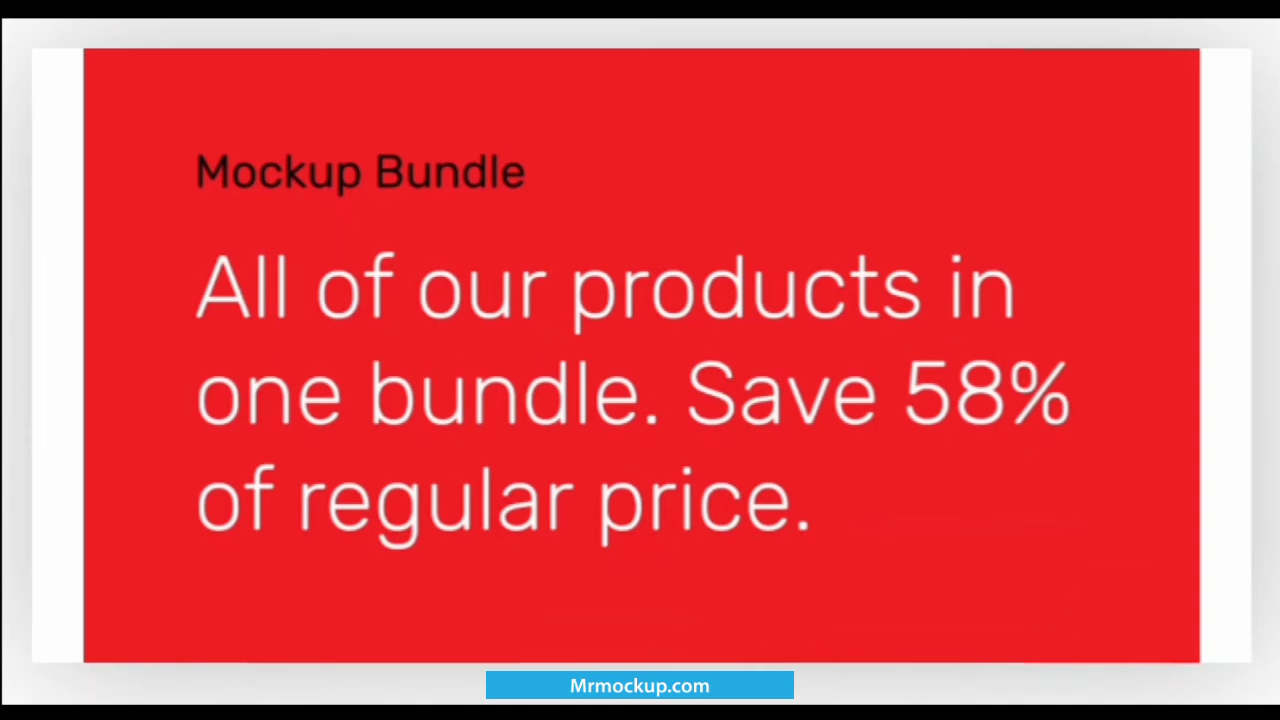 Mockup Bundle
All of our products in
one bundle. Save 58%
of regular price.
Mrmockup.com